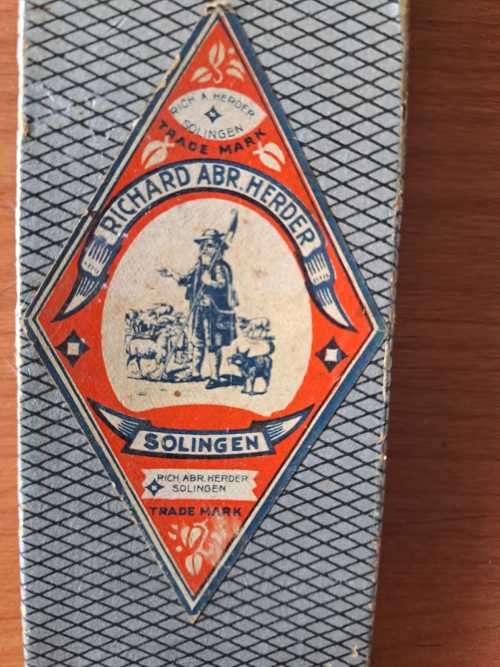 RICH. A. HERDER
SOLINGEN
TRADE MARK
RICHARD ABR. HERDER
SOLINGEN
RICH ABR. HERDER
SOLINGEN
TRADE MARK